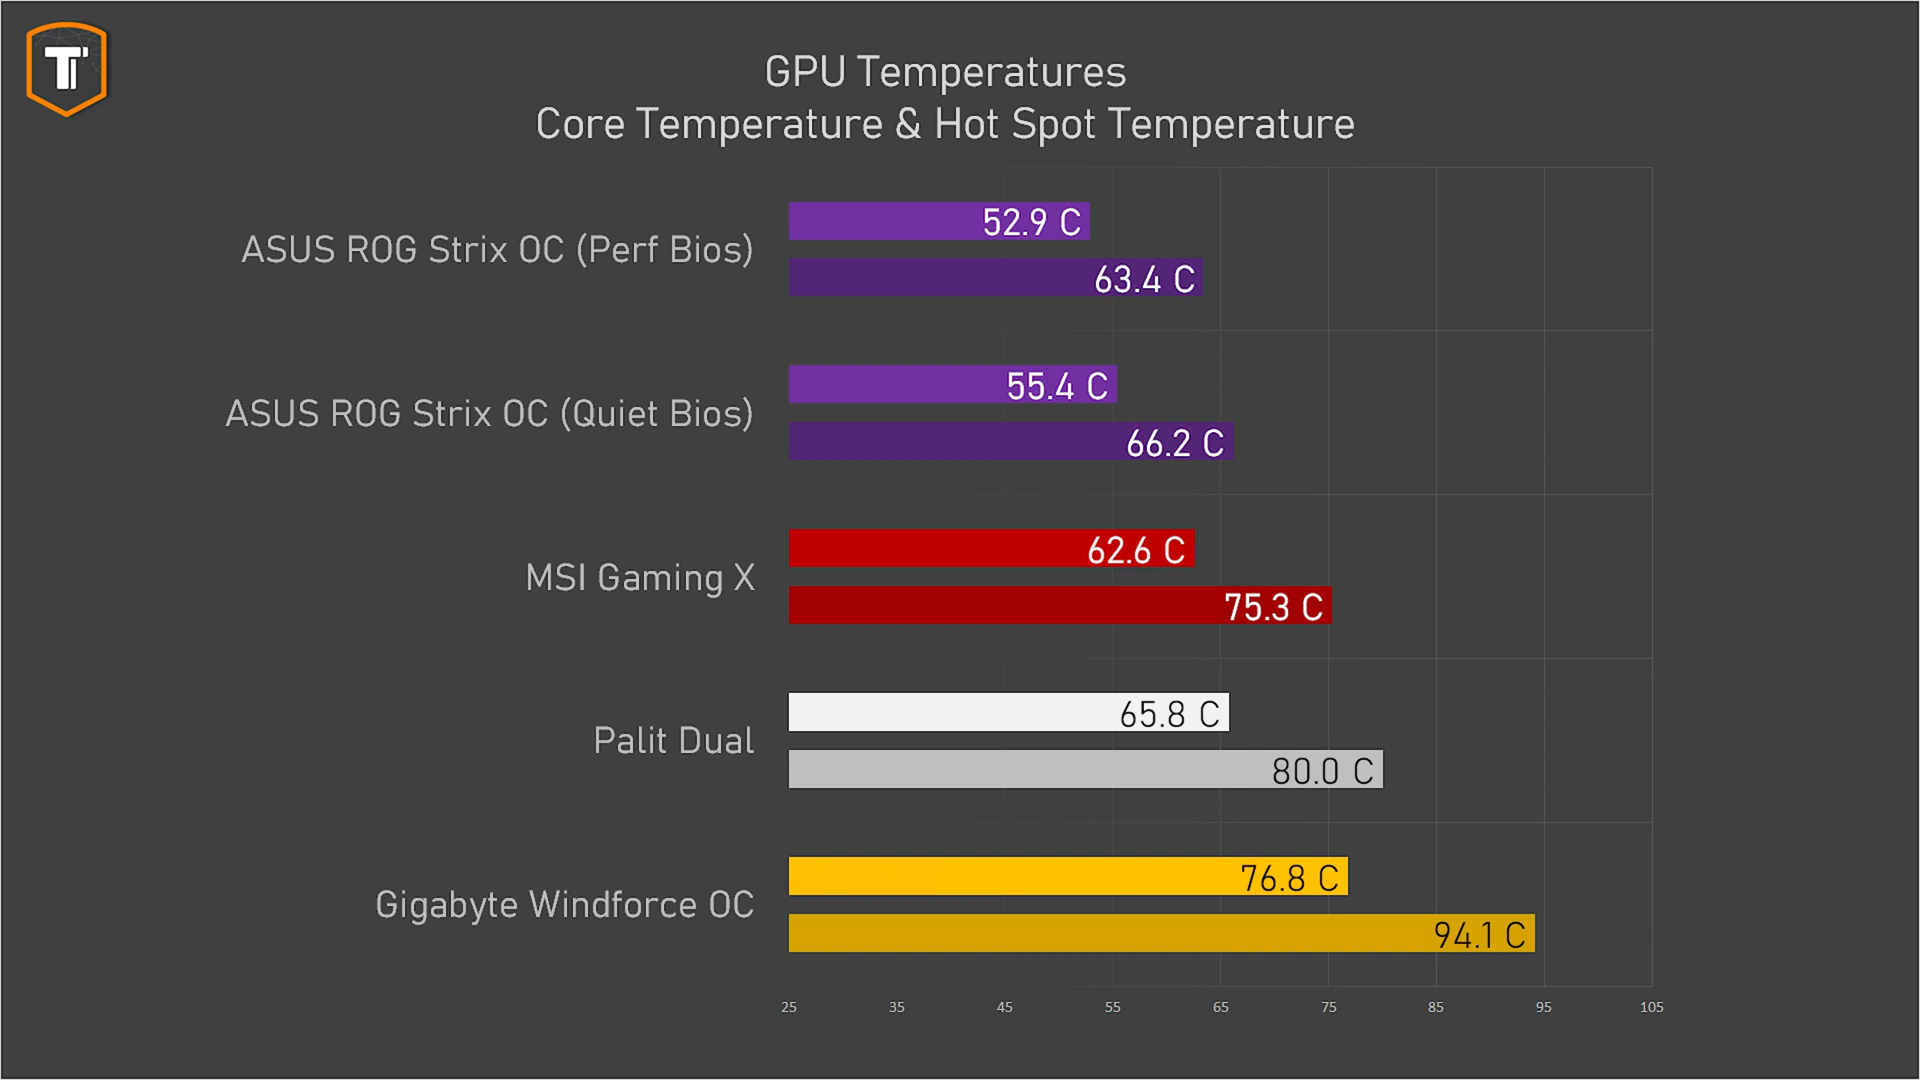 T
GPU Temperatures
Core Temperature & Hot Spot Temperature
ASUS ROG Strix OC (Perf Bios)
52.9 C
63.4 C
ASUS ROG Strix OC (Quiet Bios)
55.4 C
66.2 C
MSI Gaming X
62.6 C
75.3 C
Palit Dual
65.8 C
80.0 C
Gigabyte Windforce OC
76.8 C
94.1 C
25 35 45 55 65 75 85 95 105